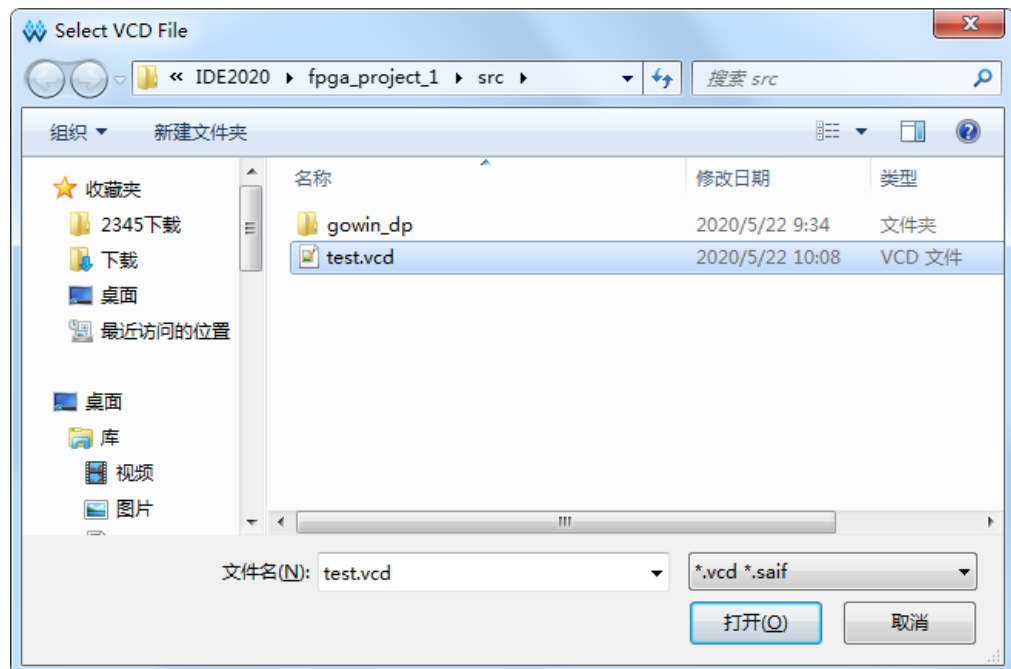 Select VCD File
« IDE2020 ▸ fpga_project_1 ▸ src ▸ 搜索 src
组织 ▼ 新建文件夹
名称 修改日期 类型
收藏夹
2345下载
下载
桌面
最近访问的位置
桌面
库
视频
图片
gowin_dp 2020/5/22 9:34 文件夹
test.vcd 2020/5/22 10:08 VCD 文件
文件名(N): test.vcd *.vcd *.saif
打开(O) 取消